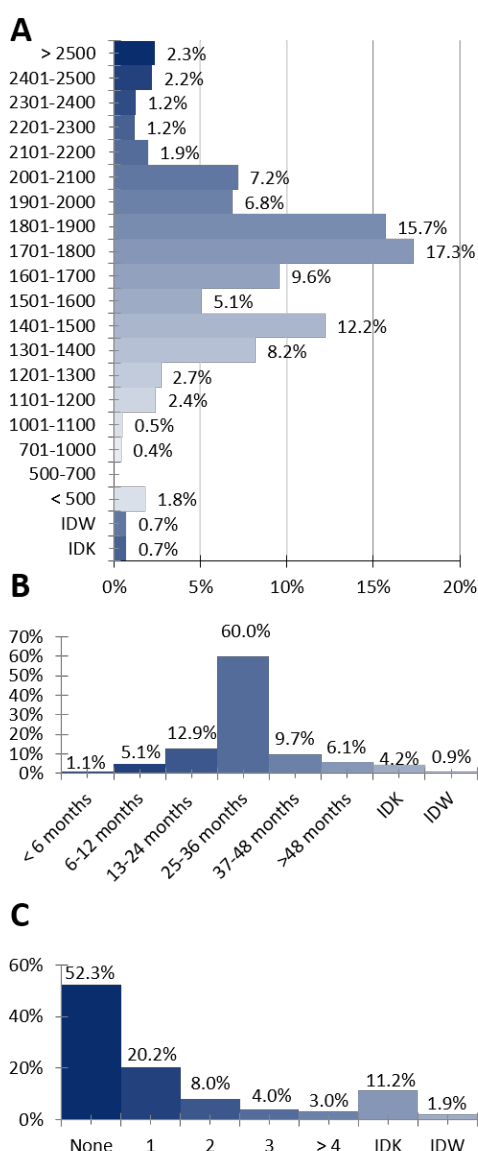 A
> 2500 2.3%
2401-2500 2.2%
2301-2400 1.2%
2201-2300 1.2%
2101-2200 1.9%
2001-2100 7.2%
1901-2000 6.8%
1801-1900 15.7%
1701-1800 17.3%
1601-1700 9.6%
1501-1600 5.1%
1401-1500 12.2%
1301-1400 8.2%
1201-1300 2.7%
1101-1200 2.4%
1001-1100 0.5%
701-1000 0.4%
500-700
< 500 1.8%
IDW 0.7%
IDK 0.7%
0% 5% 10% 15% 20%
B
70%
60%
50%
40%
30%
20%
10%
0%
1.1% 5.1% 12.9% 60.0% 9.7% 6.1% 4.2% 0.9%
< 6 months 6-12 months 13-24 months 25-36 months 37-48 months >48 months IDK IDW
C
60%
40%
20%
0%
52.3% 20.2% 8.0% 4.0% 3.0% 11.2% 1.9%
None 1 2 3 > 4 IDK IDW